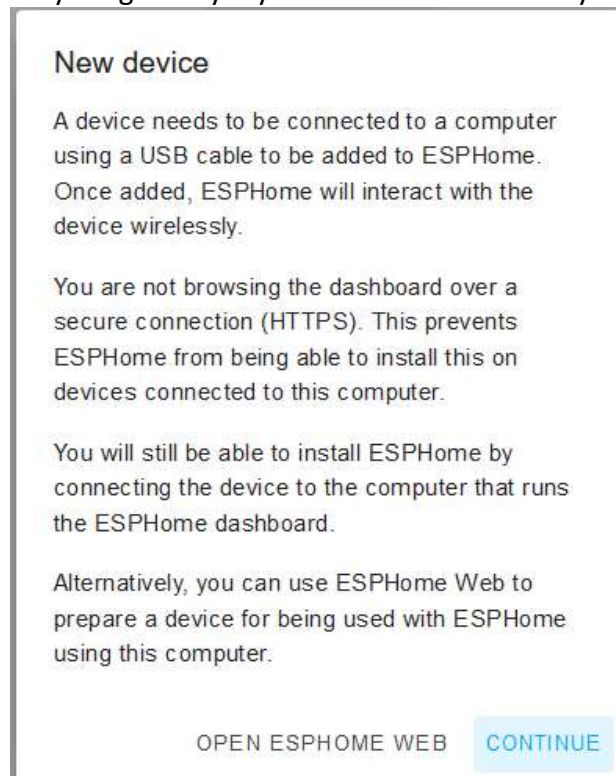 New device
A device needs to be connected to a computer
using a USB cable to be added to ESPHome.
Once added, ESPHome will interact with the
device wirelessly.
You are not browsing the dashboard over a
secure connection (HTTPS). This prevents
ESPHome from being able to install this on
devices connected to this computer.
You will still be able to install ESPHome by
connecting the device to the computer that runs
the ESPHome dashboard.
Alternatively, you can use ESPHome Web to
prepare a device for being used with ESPHome
using this computer.
OPEN ESPHOME WEB CONTINUE